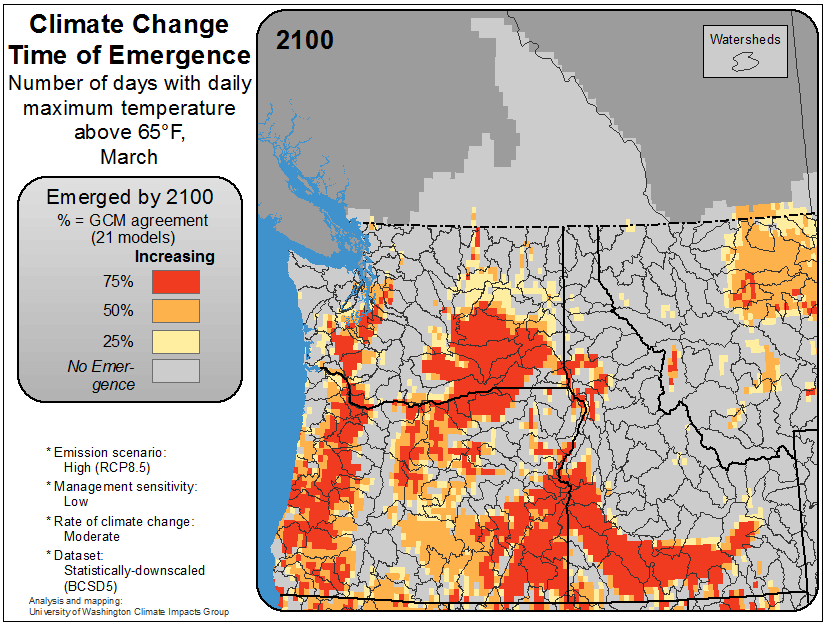 Climate Change
Time of Emergence
Number of days with daily
maximum temperature
above 65°F,
March
Emerged by 2100
% = GCM agreement
(21 models)
Increasing
75%
50%
25%
No Emer-
gence
* Emission scenario:
High (RCP8.5)
* Management sensitivity:
Low
* Rate of climate change:
Moderate
* Dataset:
Statistically-downscaled
(BCSD5)
Analysis and mapping:
University of Washington Climate Impacts Group
2100
Watersheds